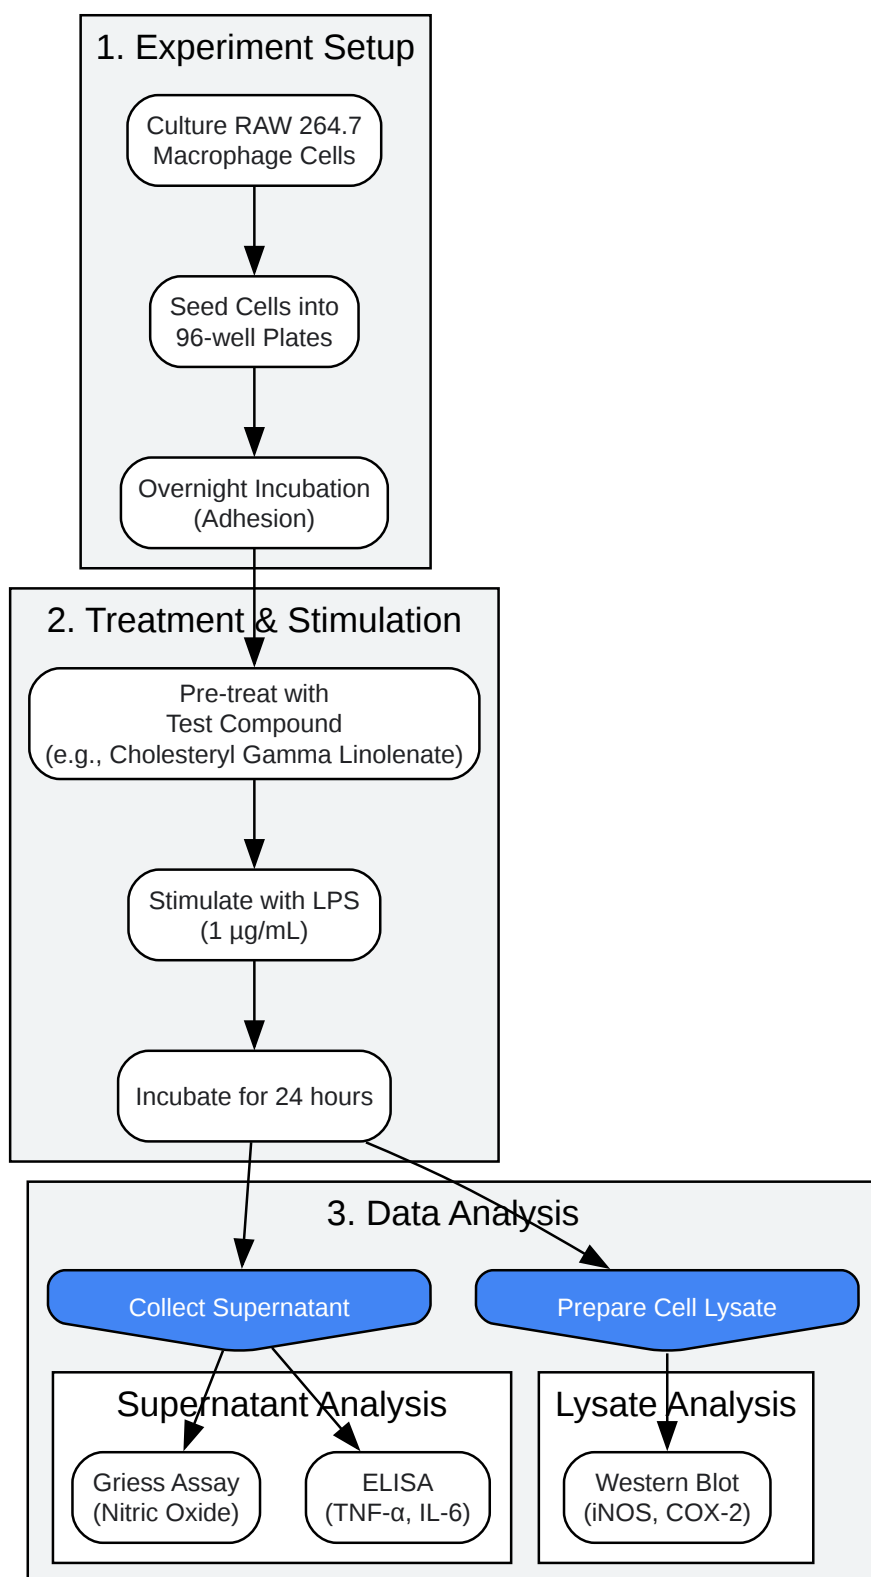 1. Experiment Setup
Culture RAW 264.7
Macrophage Cells
Seed Cells into
96-well Plates
Overnight Incubation
(Adhesion)
2. Treatment & Stimulation
Pre-treat with
Test Compound
(e.g., Cholesteryl Gamma Linolenate)
Stimulate with LPS
(1 µg/mL)
Incubate for 24 hours
3. Data Analysis
Collect Supernatant
Prepare Cell Lysate
Supernatant Analysis
Lysate Analysis
Griess Assay
(Nitric Oxide)
ELISA
(TNF-α, IL-6)
Western Blot
(iNOS, COX-2)